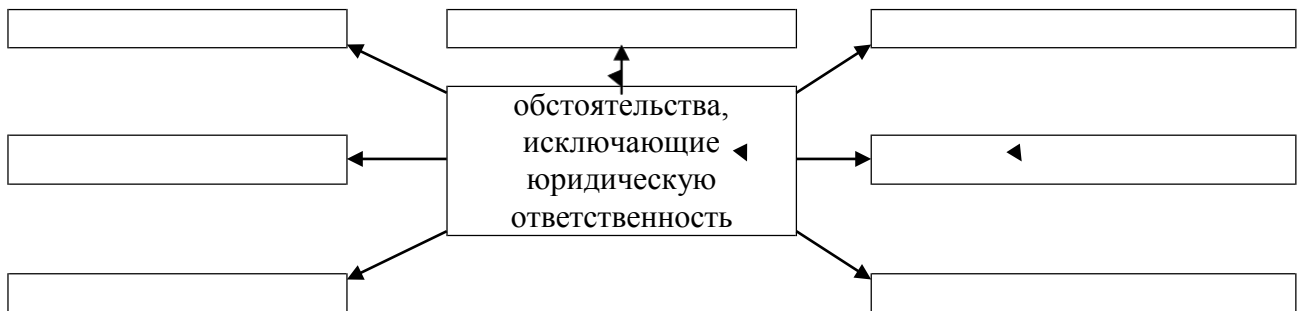 обстоятельства,
исключающие
юридическую
ответственность